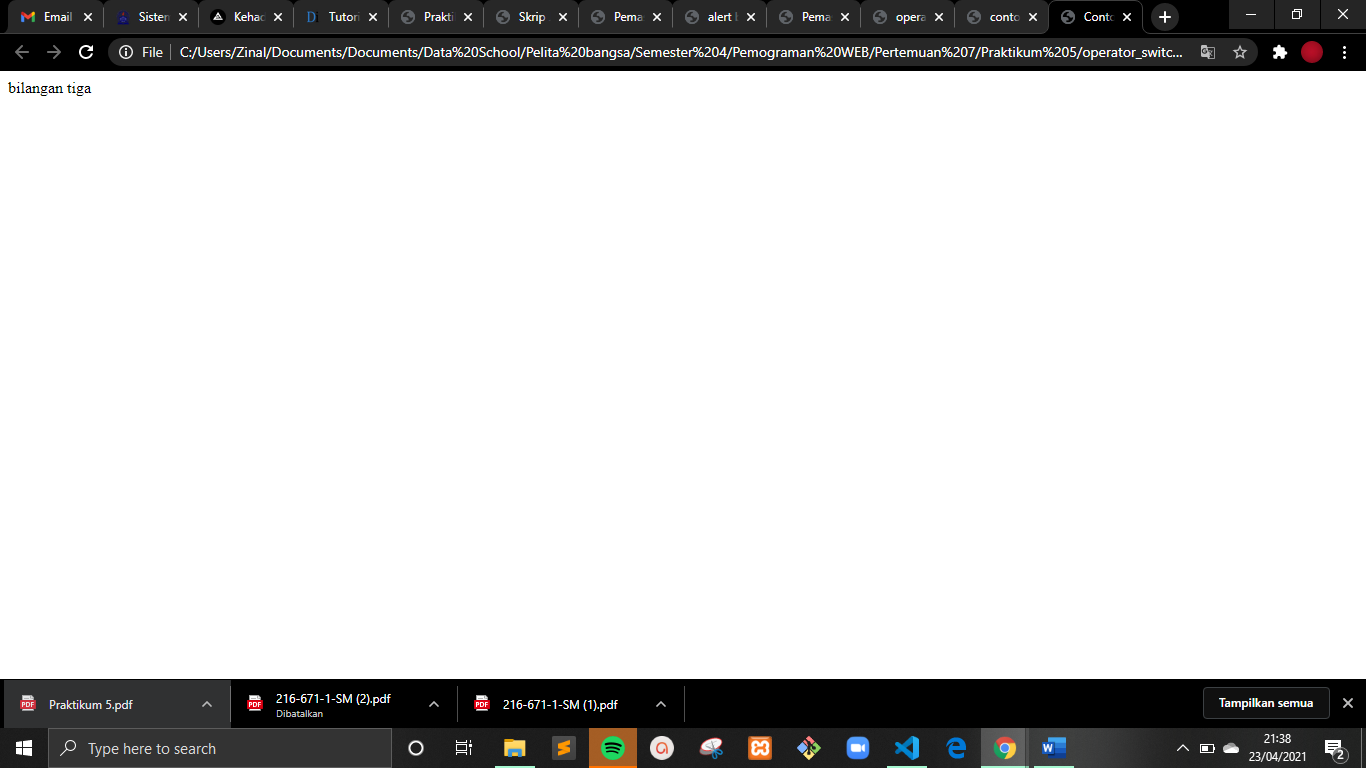 Email
Sisten
Kehac
Tutori
Prakti
Skrip
Pema
alert
Pema
opera
conto
Conto
File
C:/Users/Zinal/Documents/Documents/Data%20School/Pelita%20bangsa/Semester%204/Pemograman%20WEB/Pertemuan%207/Praktikum%205/operator_switc...
bilangan tiga
Praktikum 5.pdf
216-671-1-SM (2).pdf
Dibatalkan
216-671-1-SM (1).pdf
Tampilkan semua
Type here to search
21:38
23/04/2021
2